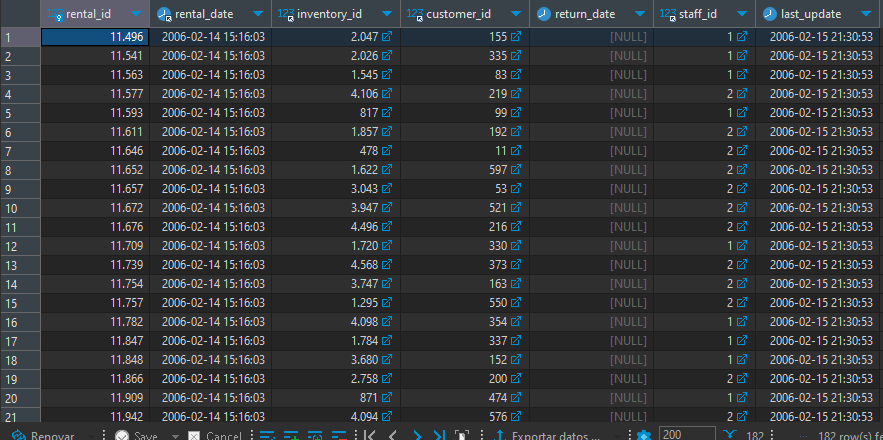 123 rental_id rental_date 123 inventory_id 123 customer_id return_date 123 staff_id last_update
1 11.496 2006-02-14 15:16:03 2.047 155 [NULL] 1 2006-02-15 21:30:53
2 11.541 2006-02-14 15:16:03 2.026 335 [NULL] 1 2006-02-15 21:30:53
3 11.563 2006-02-14 15:16:03 1.545 83 [NULL] 1 2006-02-15 21:30:53
4 11.577 2006-02-14 15:16:03 4.106 219 [NULL] 2 2006-02-15 21:30:53
5 11.593 2006-02-14 15:16:03 817 99 [NULL] 1 2006-02-15 21:30:53
6 11.611 2006-02-14 15:16:03 1.857 192 [NULL] 2 2006-02-15 21:30:53
7 11.646 2006-02-14 15:16:03 478 11 [NULL] 2 2006-02-15 21:30:53
8 11.652 2006-02-14 15:16:03 1.622 597 [NULL] 2 2006-02-15 21:30:53
9 11.657 2006-02-14 15:16:03 3.043 53 [NULL] 2 2006-02-15 21:30:53
10 11.672 2006-02-14 15:16:03 3.947 521 [NULL] 2 2006-02-15 21:30:53
11 11.676 2006-02-14 15:16:03 4.496 216 [NULL] 2 2006-02-15 21:30:53
12 11.709 2006-02-14 15:16:03 1.720 330 [NULL] 1 2006-02-15 21:30:53
13 11.739 2006-02-14 15:16:03 4.568 373 [NULL] 2 2006-02-15 21:30:53
14 11.754 2006-02-14 15:16:03 3.747 163 [NULL] 2 2006-02-15 21:30:53
15 11.757 2006-02-14 15:16:03 1.295 550 [NULL] 2 2006-02-15 21:30:53
16 11.782 2006-02-14 15:16:03 4.098 354 [NULL] 1 2006-02-15 21:30:53
17 11.847 2006-02-14 15:16:03 1.784 337 [NULL] 1 2006-02-15 21:30:53
18 11.848 2006-02-14 15:16:03 3.680 152 [NULL] 1 2006-02-15 21:30:53
19 11.866 2006-02-14 15:16:03 2.758 200 [NULL] 2 2006-02-15 21:30:53
20 11.909 2006-02-14 15:16:03 871 474 [NULL] 1 2006-02-15 21:30:53
21 11.942 2006-02-14 15:16:03 4.094 576 [NULL] 2 2006-02-15 21:30:53
Renovar Save Cancel Exportar datos ... 200 182 182 row(s) fe